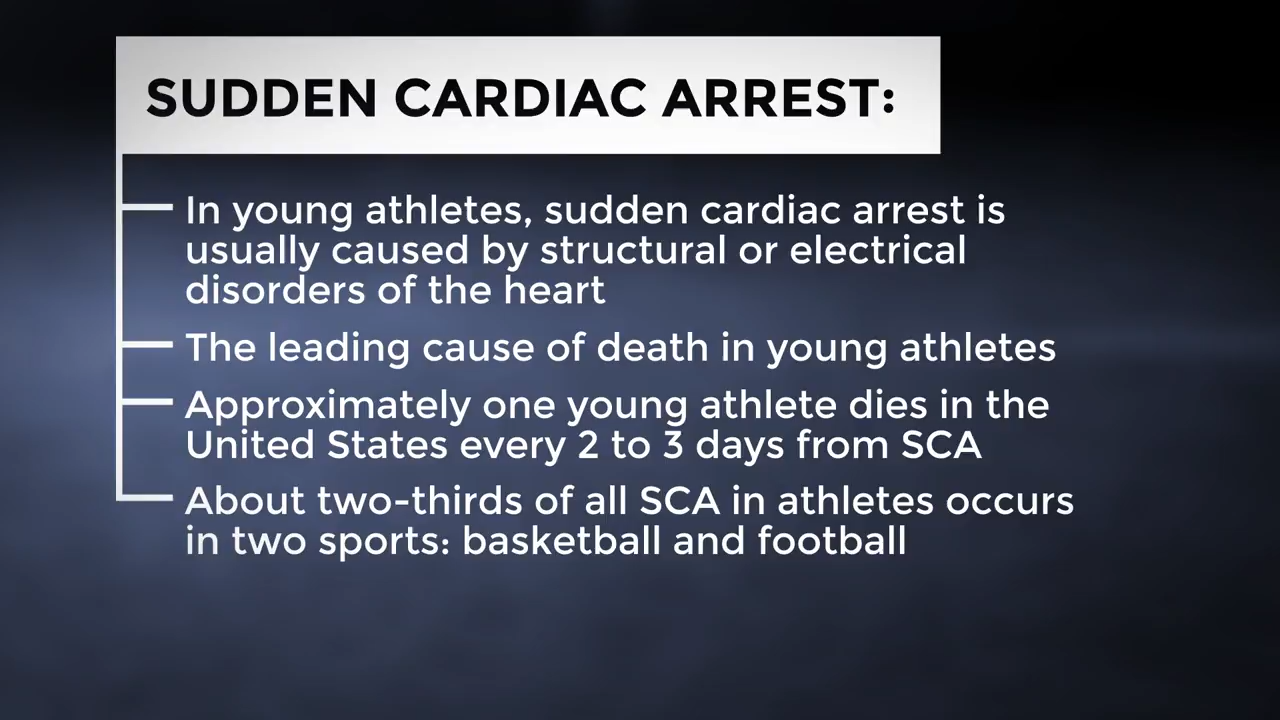 SUDDEN CARDIAC ARREST:
In young athletes, sudden cardiac arrest is
usually caused by structural or electrical
disorders of the heart
The leading cause of death in young athletes
Approximately one young athlete dies in the
United States every 2 to 3 days from SCA
About two-thirds of all SCA in athletes occurs
in two sports: basketball and football